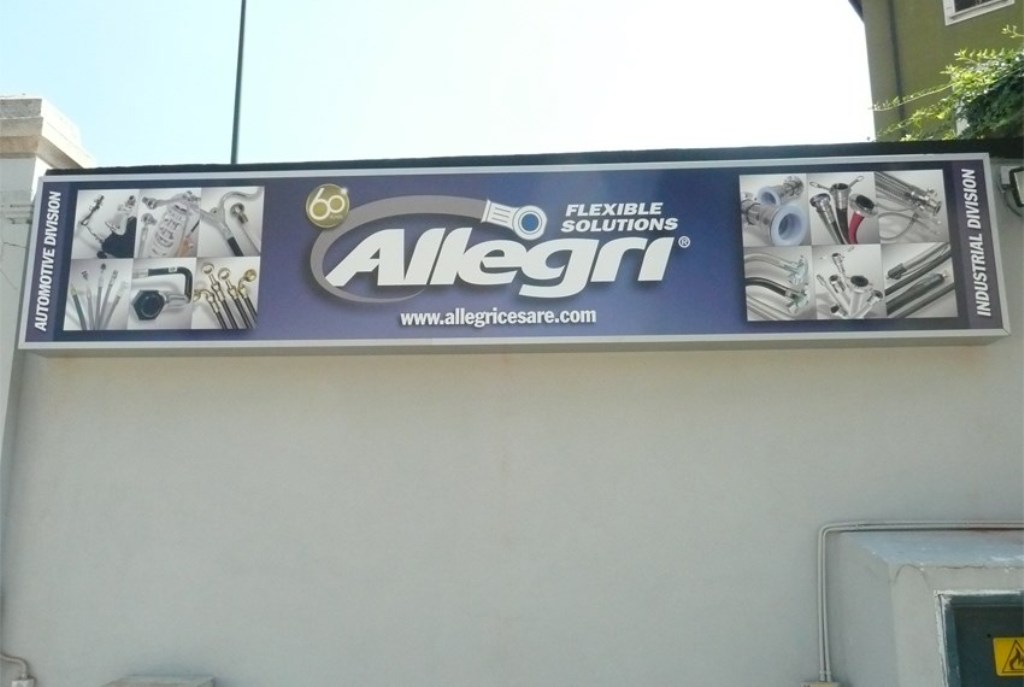 AUTOMOTIVE DIVISION
60
FLEXIBLE
SOLUTIONS
Allegri®
www.allegricesare.com
INDUSTRIAL DIVISION